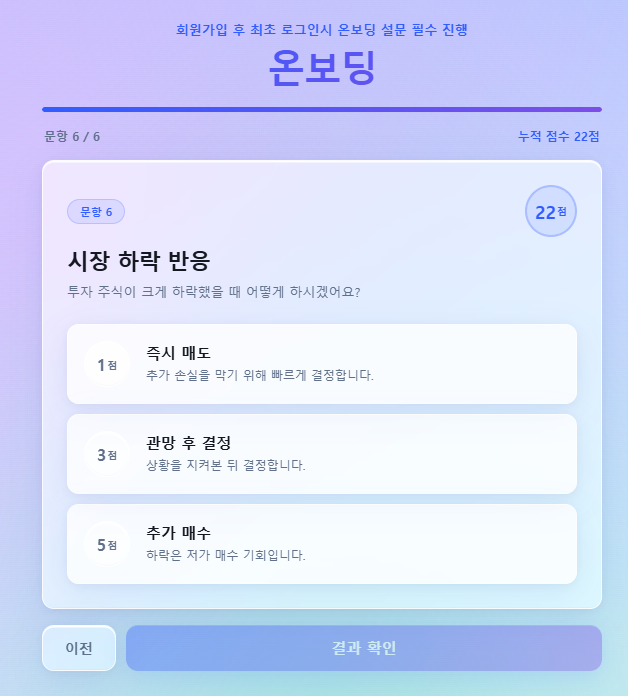 회원가입 후 최초 로그인시 온보딩 설문 필수 진행
온보딩
문항 6 / 6
누적 점수 22점
문항 6
22점
시장 하락 반응
투자 주식이 크게 하락했을 때 어떻게 하시겠어요?
1점
즉시 매도
추가 손실을 막기 위해 빠르게 결정합니다.
3점
관망 후 결정
상황을 지켜본 뒤 결정합니다.
5점
추가 매수
하락은 저가 매수 기회입니다.
이전
결과 확인